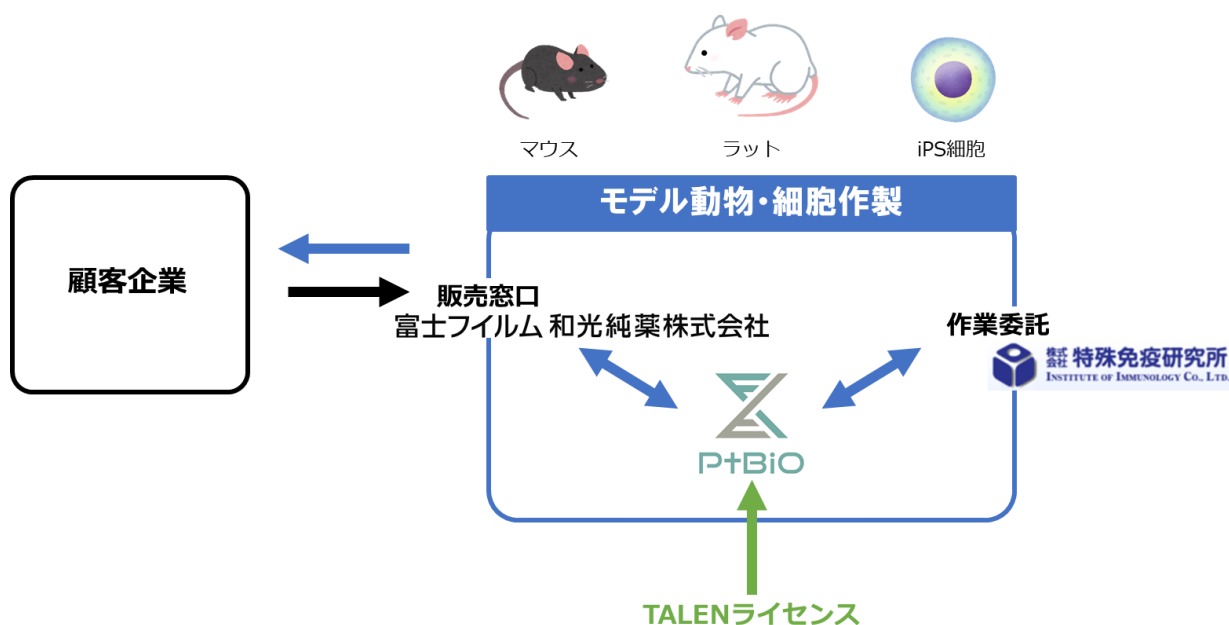 マウス
ラット
iPS細胞
モデル動物・細胞作製
顧客企業
販売窓口
富士フイルム 和光純薬株式会社
作業委託
株式会社 特殊免疫研究所
INSTITUTE OF IMMUNOLOGY CO., LTD.
P+BiO
TALENライセンス